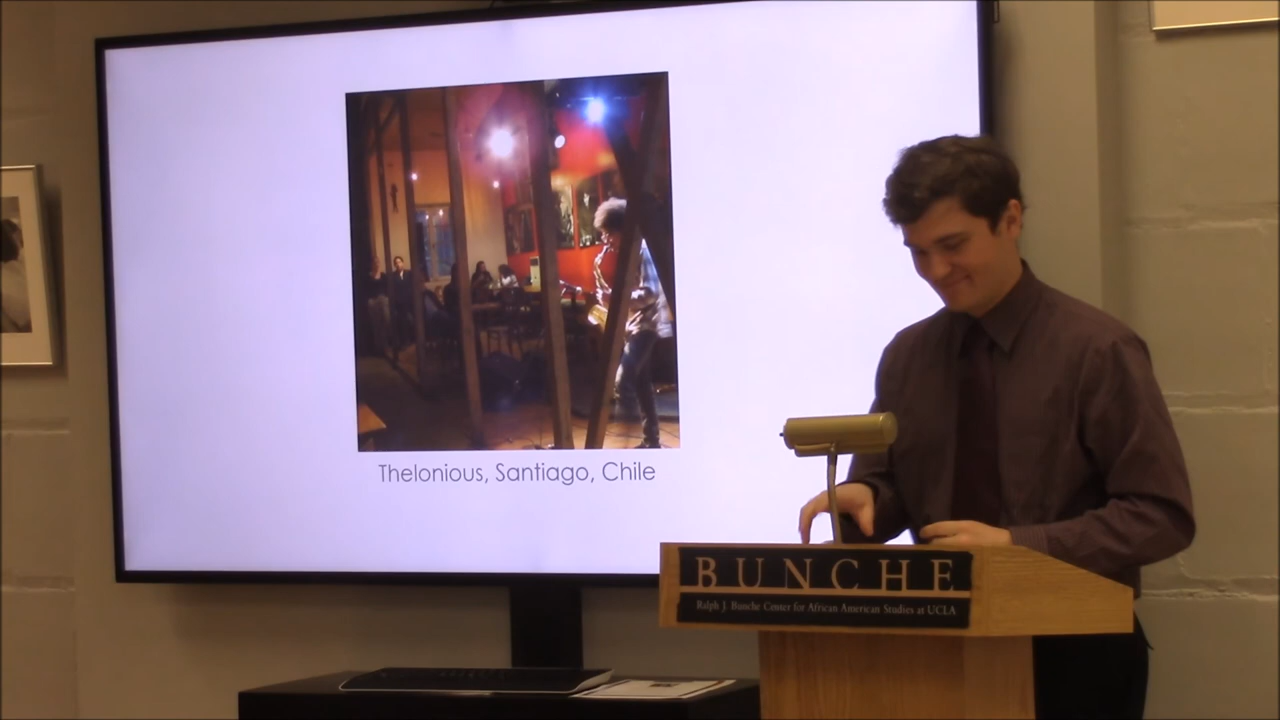 Thelonious, Santiago, Chile
BUNCHE
Ralph J. Bunche Center for African American Studies at UCLA